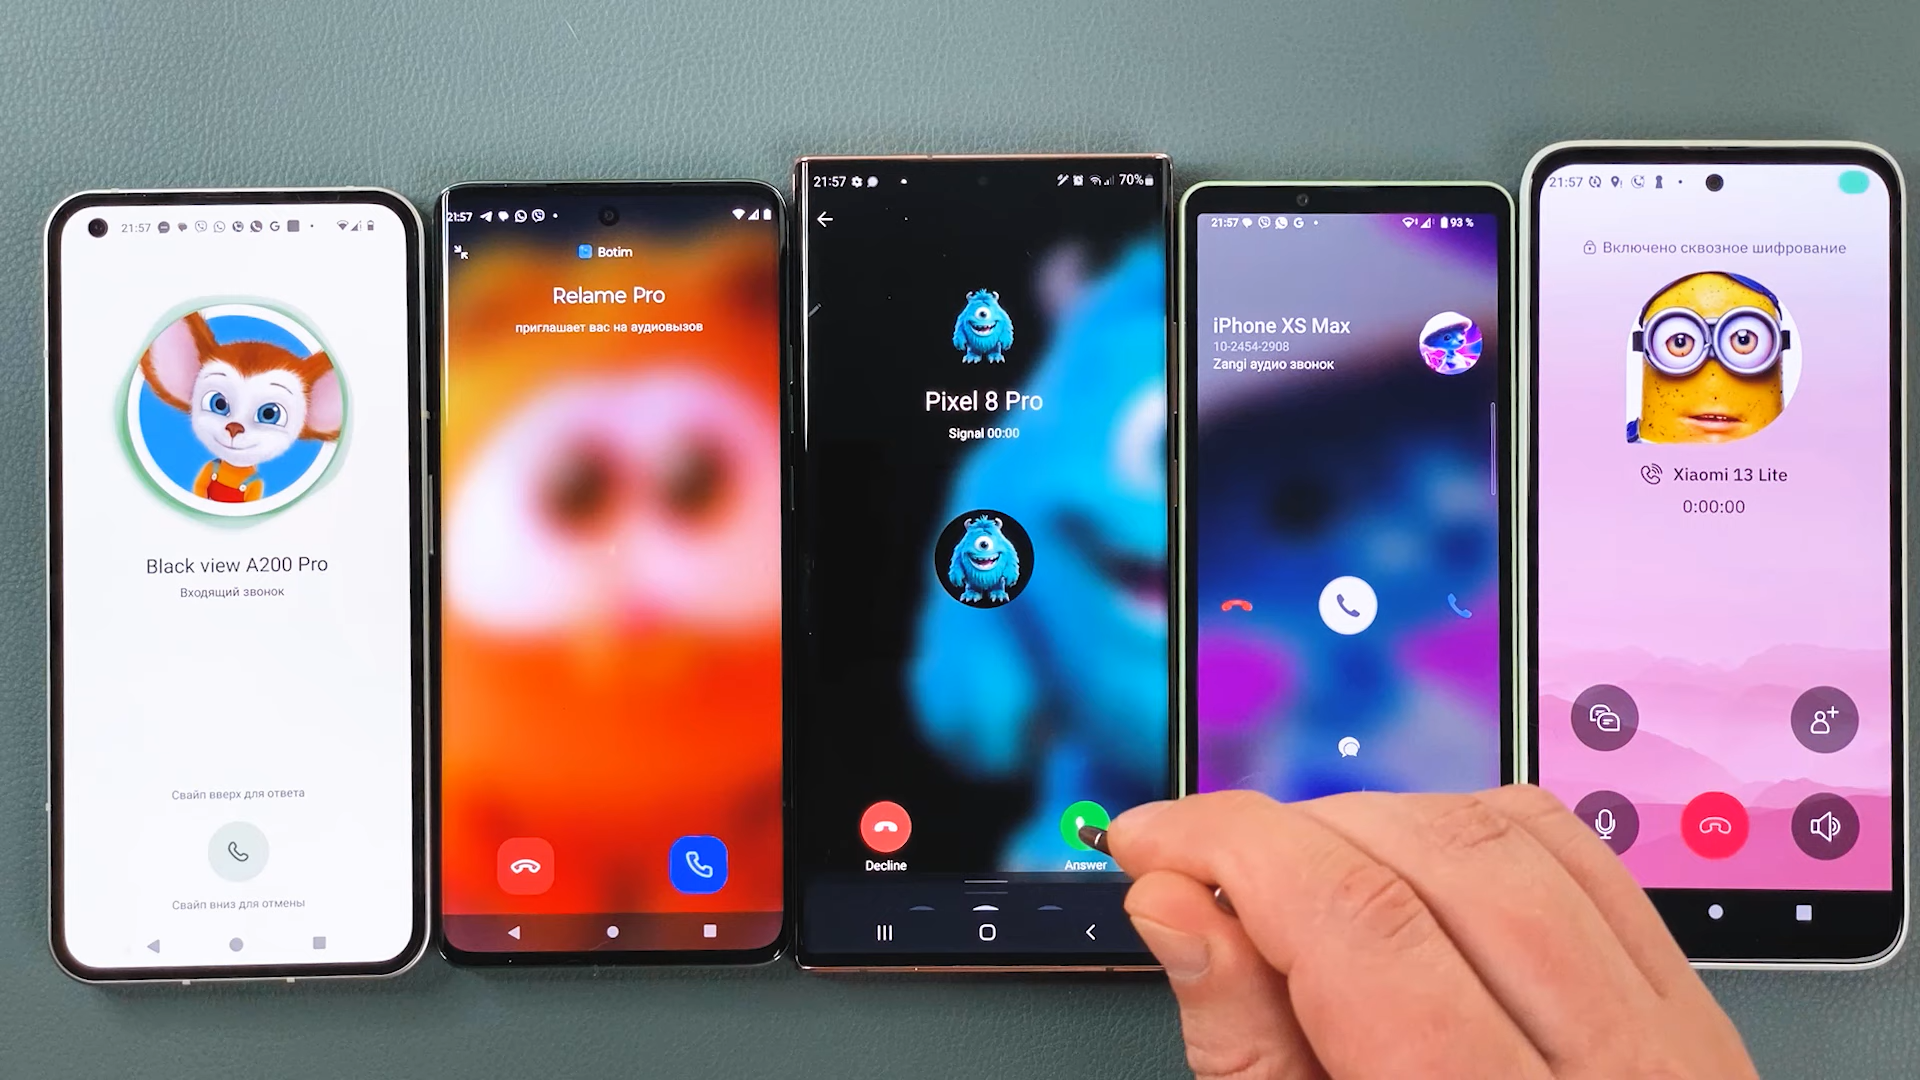 21:57
Black view A200 Pro
Входящий звонок
Свайп вверх для ответа
Свайп вниз для отмены
21:57
Botim
Relame Pro
приглашает вас на аудиовызов
21:57
70%
Pixel 8 Pro
Signal 00:00
Decline
Answer
21:57
93 %
iPhone XS Max
10-2454-2908
Zangi аудио звонок
21:57
Включено сквозное шифрование
Xiaomi 13 Lite
0:00:00